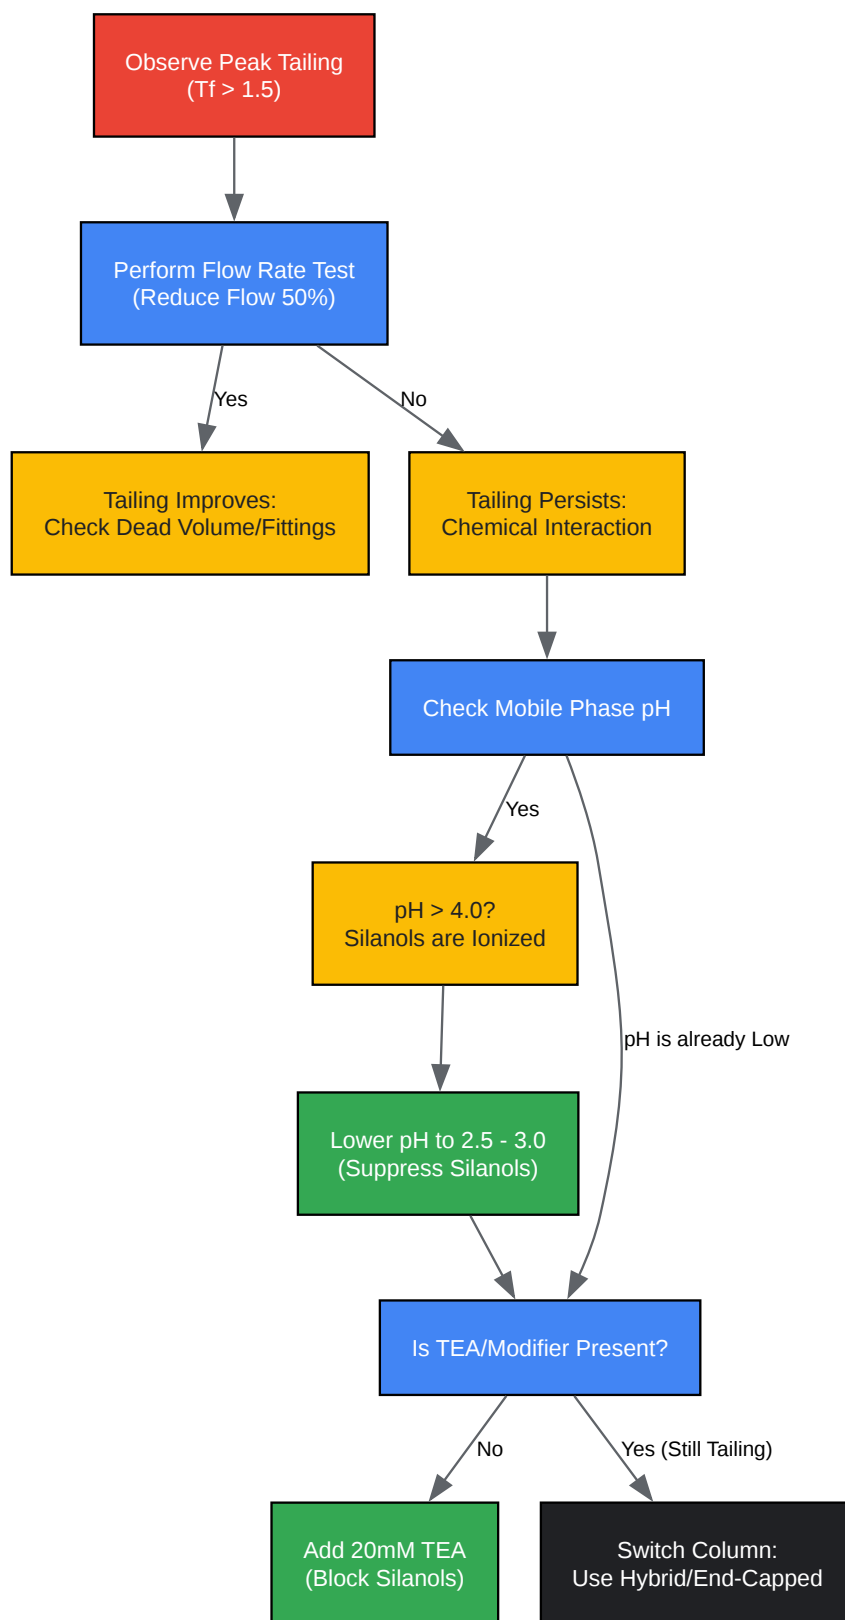 Observe Peak Tailing
(Tf > 1.5)
Perform Flow Rate Test
(Reduce Flow 50%)
Yes
No
Tailing Improves:
Check Dead Volume/Fittings
Tailing Persists:
Chemical Interaction
Check Mobile Phase pH
Yes
pH > 4.0?
Silanols are Ionized
pH is already Low
Lower pH to 2.5 - 3.0
(Suppress Silanols)
Is TEA/Modifier Present?
No
Yes (Still Tailing)
Add 20mM TEA
(Block Silanols)
Switch Column:
Use Hybrid/End-Capped